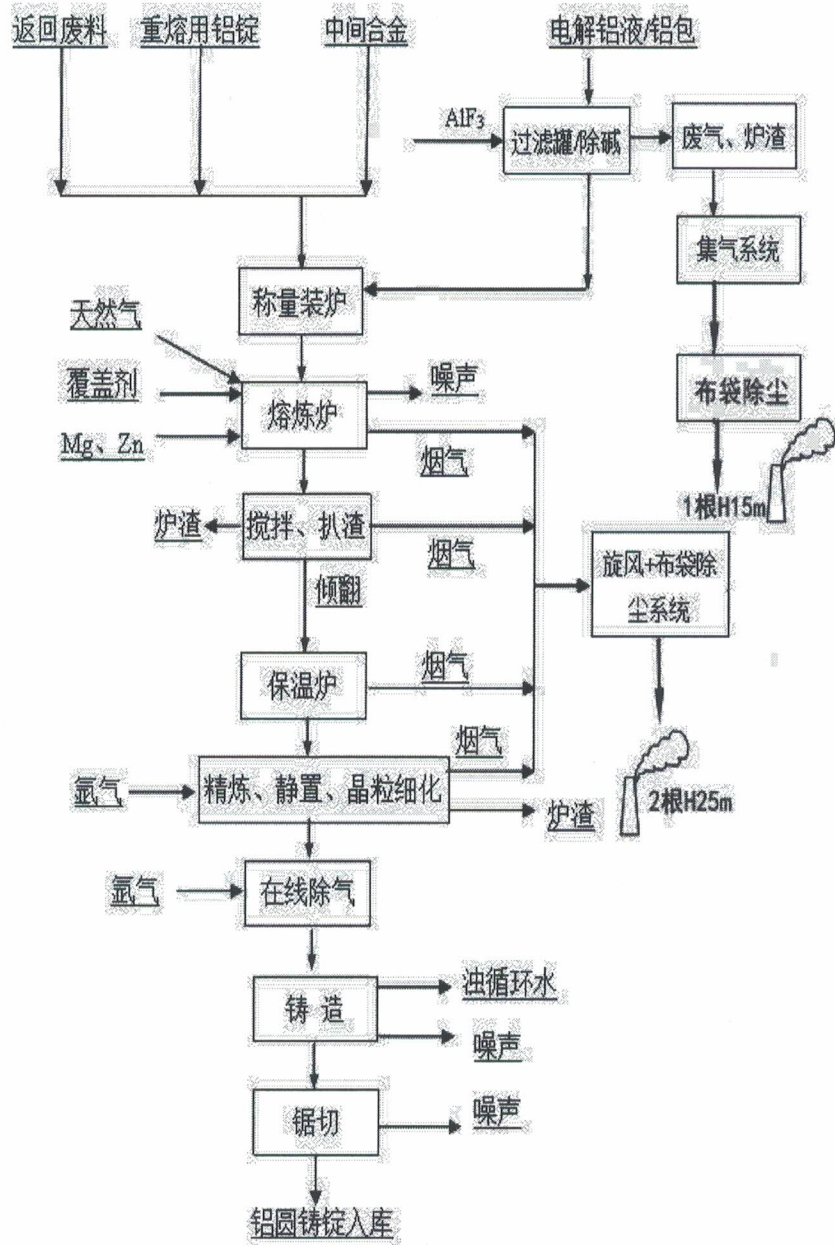 返回废料
重熔用铝锭
中间合金
电解铝液/铝包
AlF₃
过滤罐/除碱
废气、炉渣
集气系统
称量装炉
天然气
布袋除尘
覆盖剂
熔炼炉
噪声
Mg、Zn
烟气
1根H15m
炉渣
搅拌、扒渣
烟气
旋风+布袋除
尘系统
倾翻
保温炉
烟气
烟气
氩气
精炼、静置、晶粒细化
炉渣
2根H25m
氩气
在线除气
铸 造
浊循环水
噪声
锯切
噪声
铝圆铸锭入库